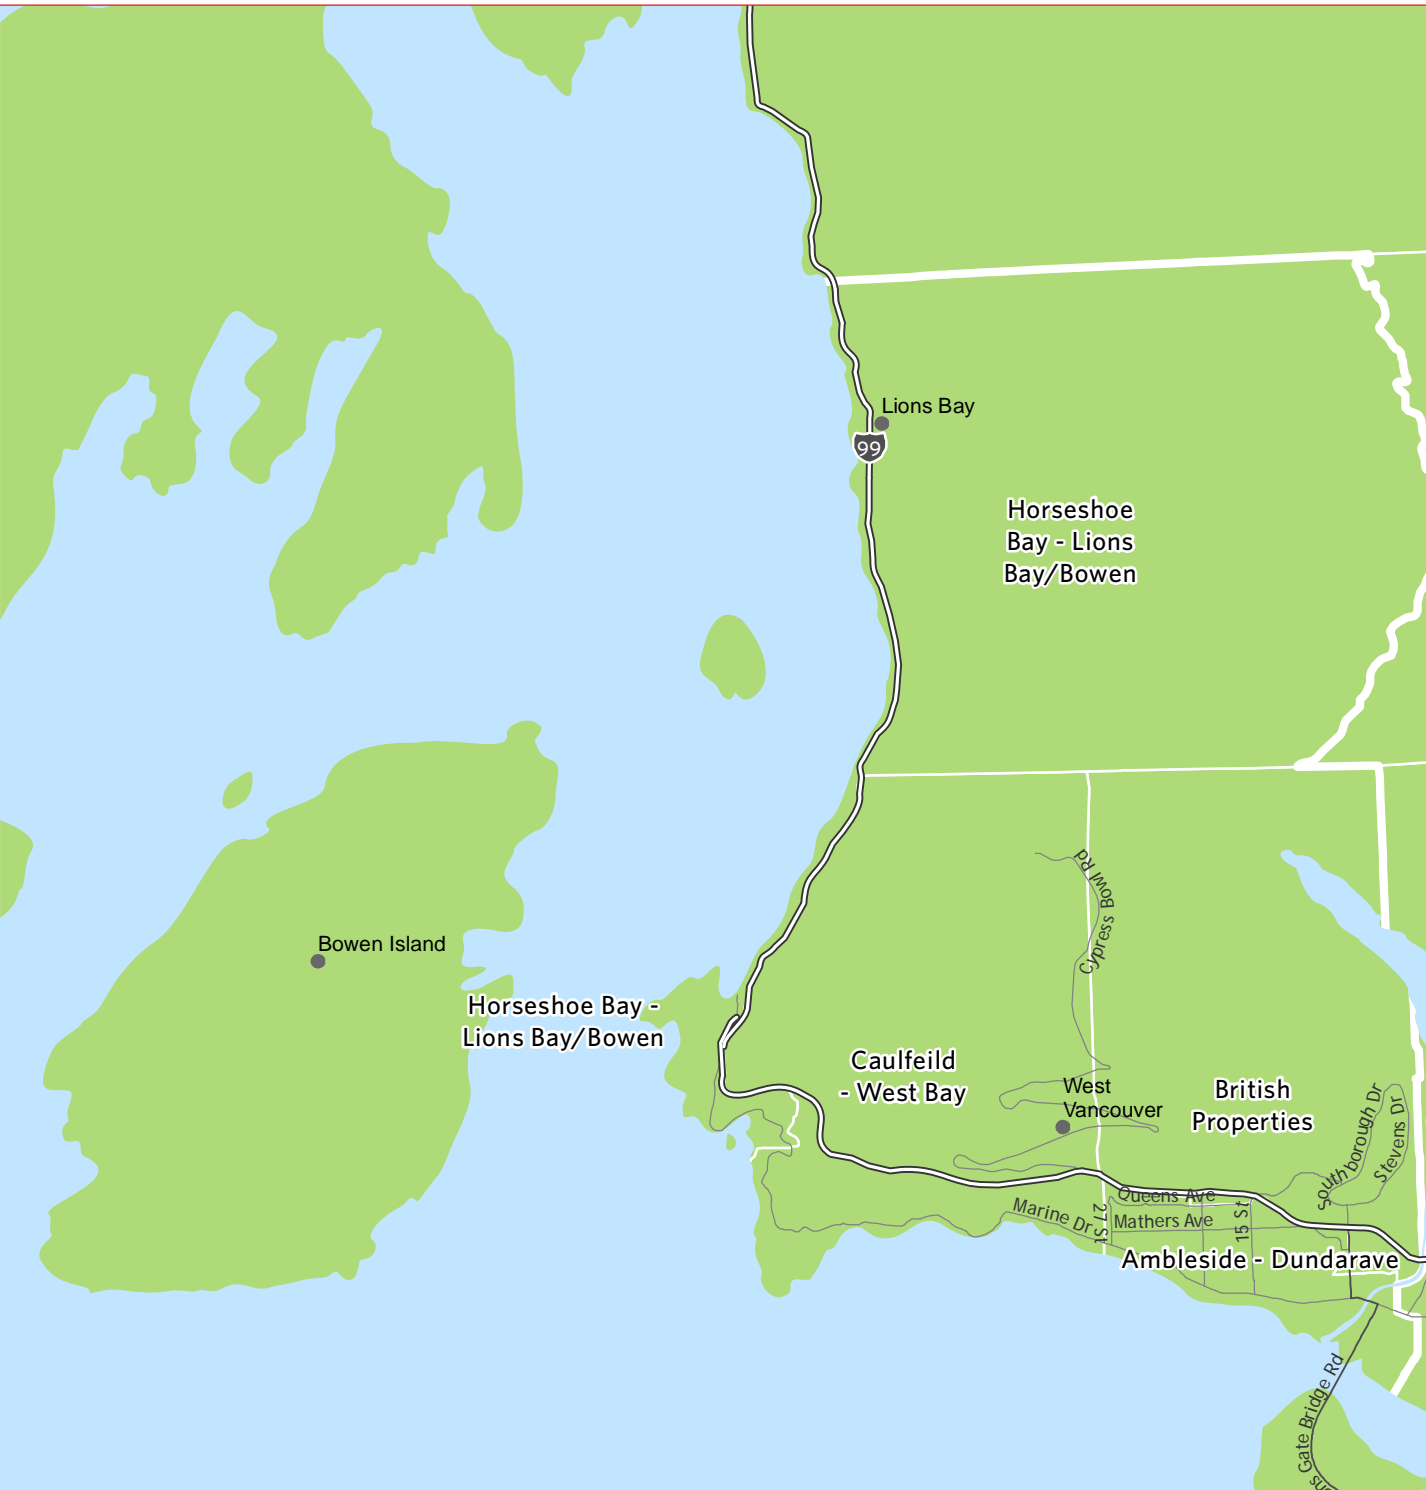 Lions Bay
99
Horseshoe
Bay - Lions
Bay/Bowen
Cypress Bowl Rd
Bowen Island
Horseshoe Bay -
Lions Bay/Bowen
Caulfeild
- West Bay
West
Vancouver
British
Properties
Southborough Dr
Stevens Dr
Queens Ave
Marine Dr
27 St
Mathers Ave
15 St
Ambleside - Dundarave
Gate Bridge Rd